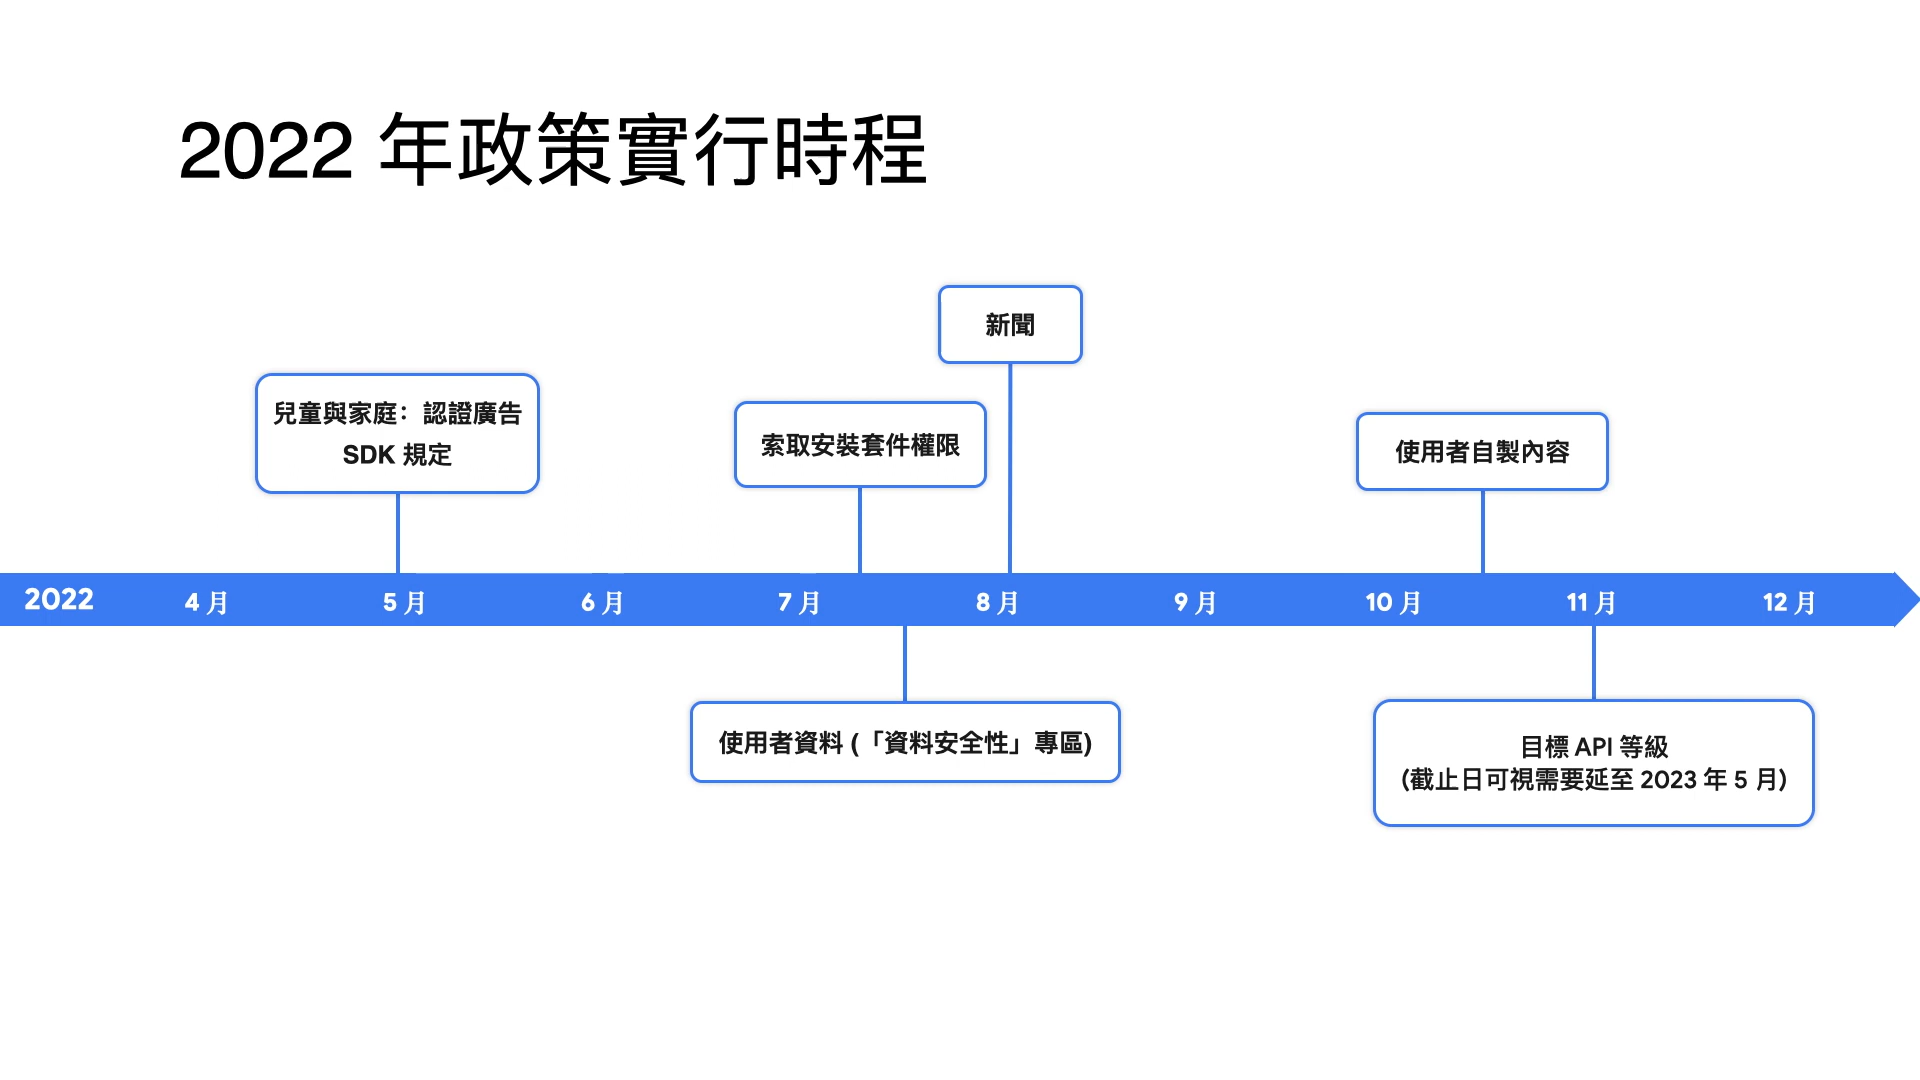 2022 年政策實行時程
新聞
兒童與家庭：認證廣告
SDK 規定
索取安裝套件權限
使用者自製內容
2022
4 月
5 月
6 月
7 月
8 月
9 月
10 月
11 月
12 月
使用者資料 (「資料安全性」專區)
目標 API 等級
(截止日可視需要延至 2023 年 5 月)